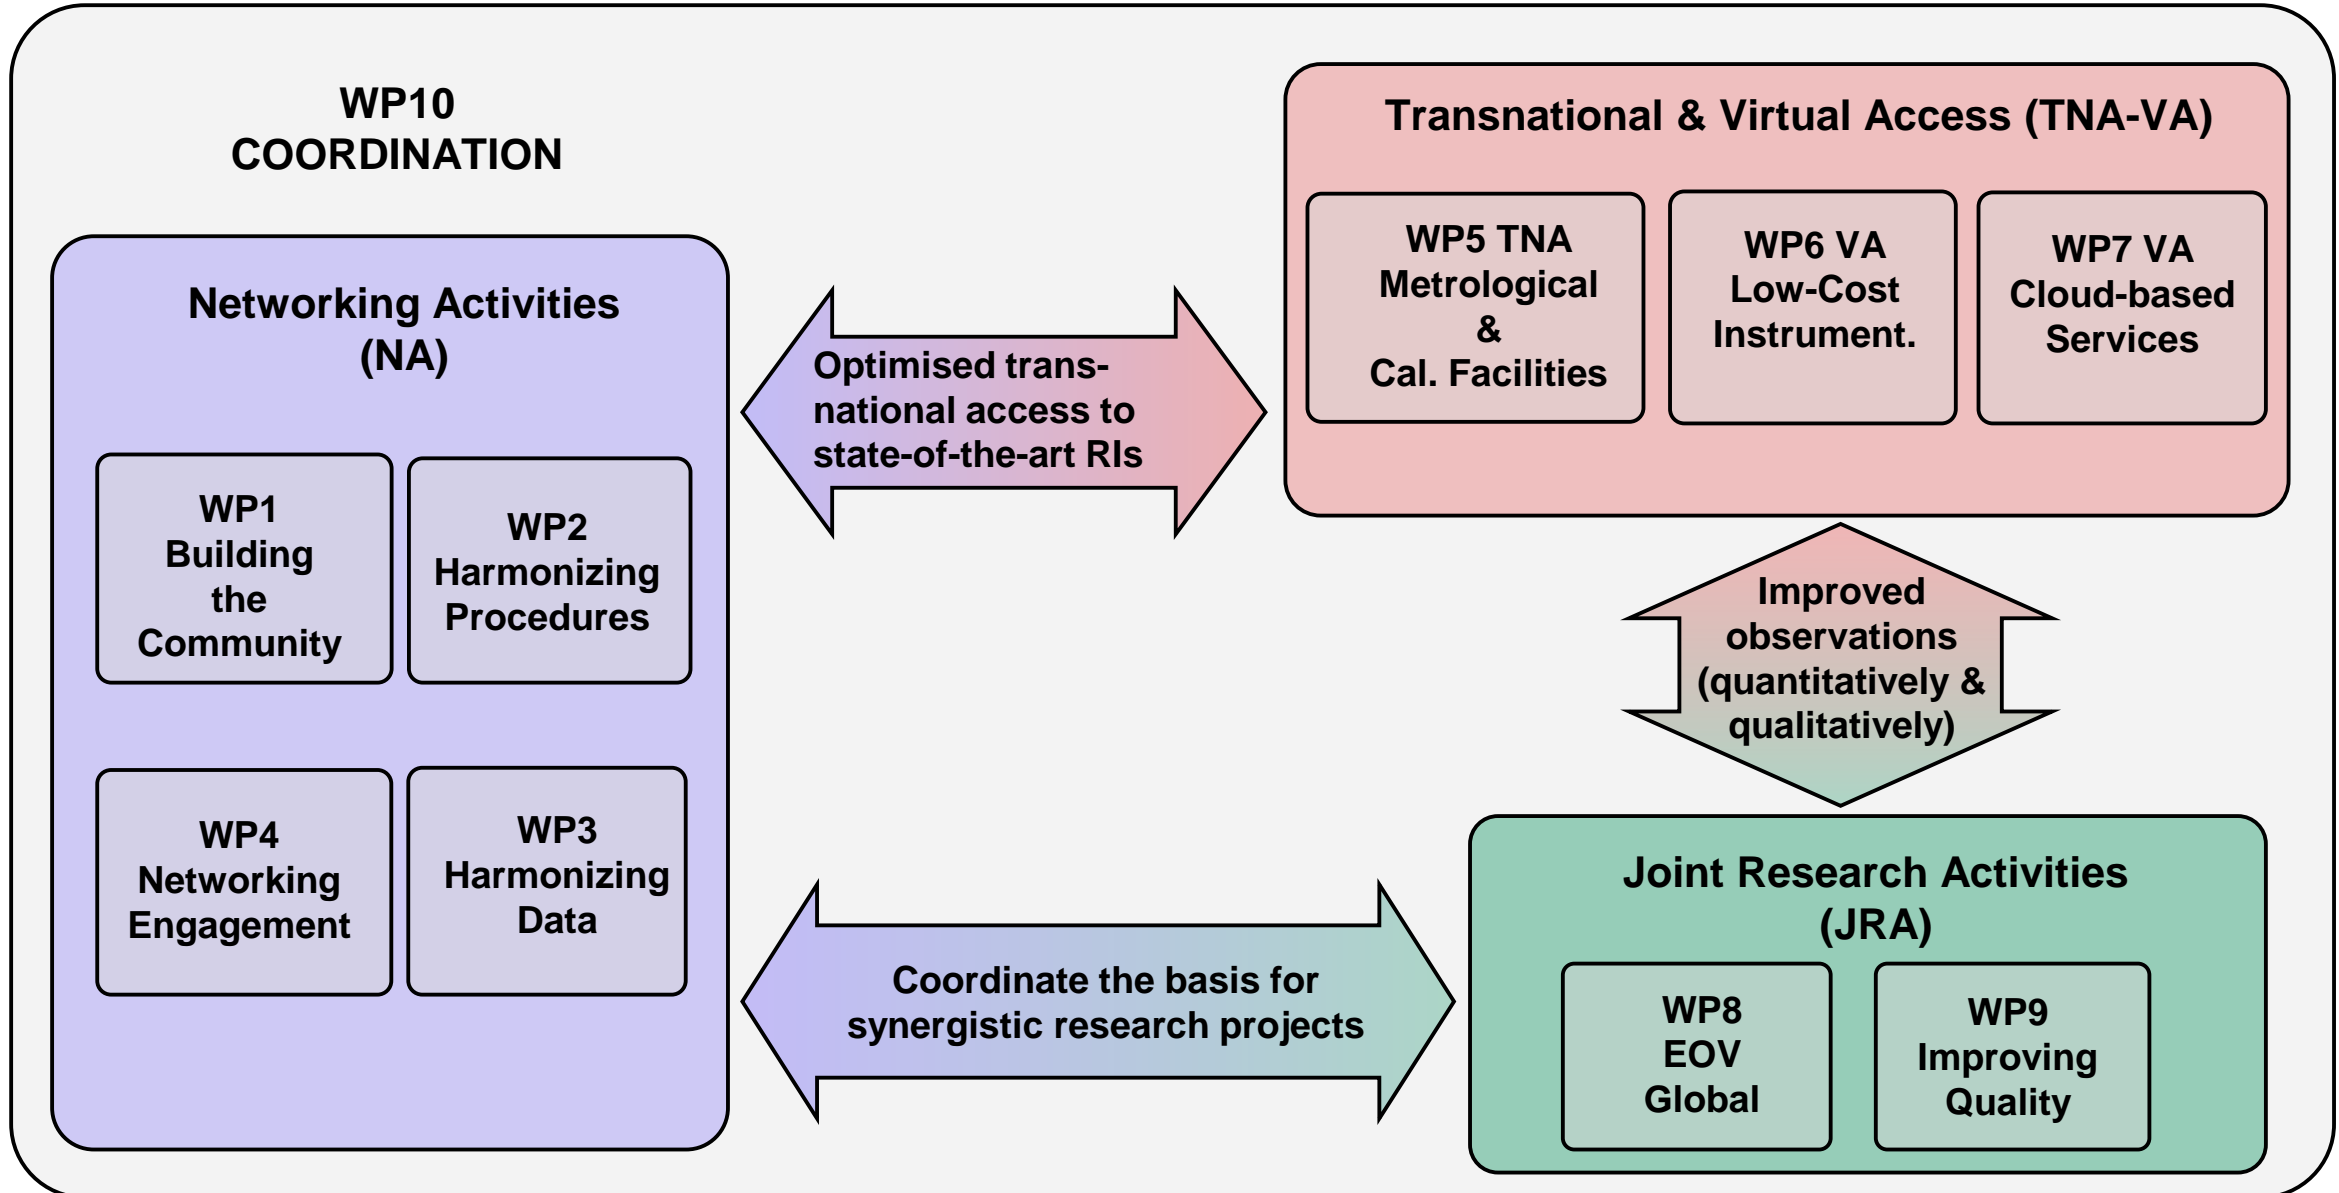 WP10
COORDINATION
Networking Activities
(NA)
WP1
Building
the
Community
WP2
Harmonizing
Procedures
WP4
Networking
Engagement
WP3
Harmonizing
Data
Optimised trans-
national access to
state-of-the-art RIs
Transnational & Virtual Access (TNA-VA)
WP5 TNA
Metrological
&
Cal. Facilities
WP6 VA
Low-Cost
Instrument.
WP7 VA
Cloud-based
Services
Improved
observations
(quantitatively &
qualitatively)
Coordinate the basis for
synergistic research projects
Joint Research Activities
(JRA)
WP8
EOV
Global
WP9
Improving
Quality